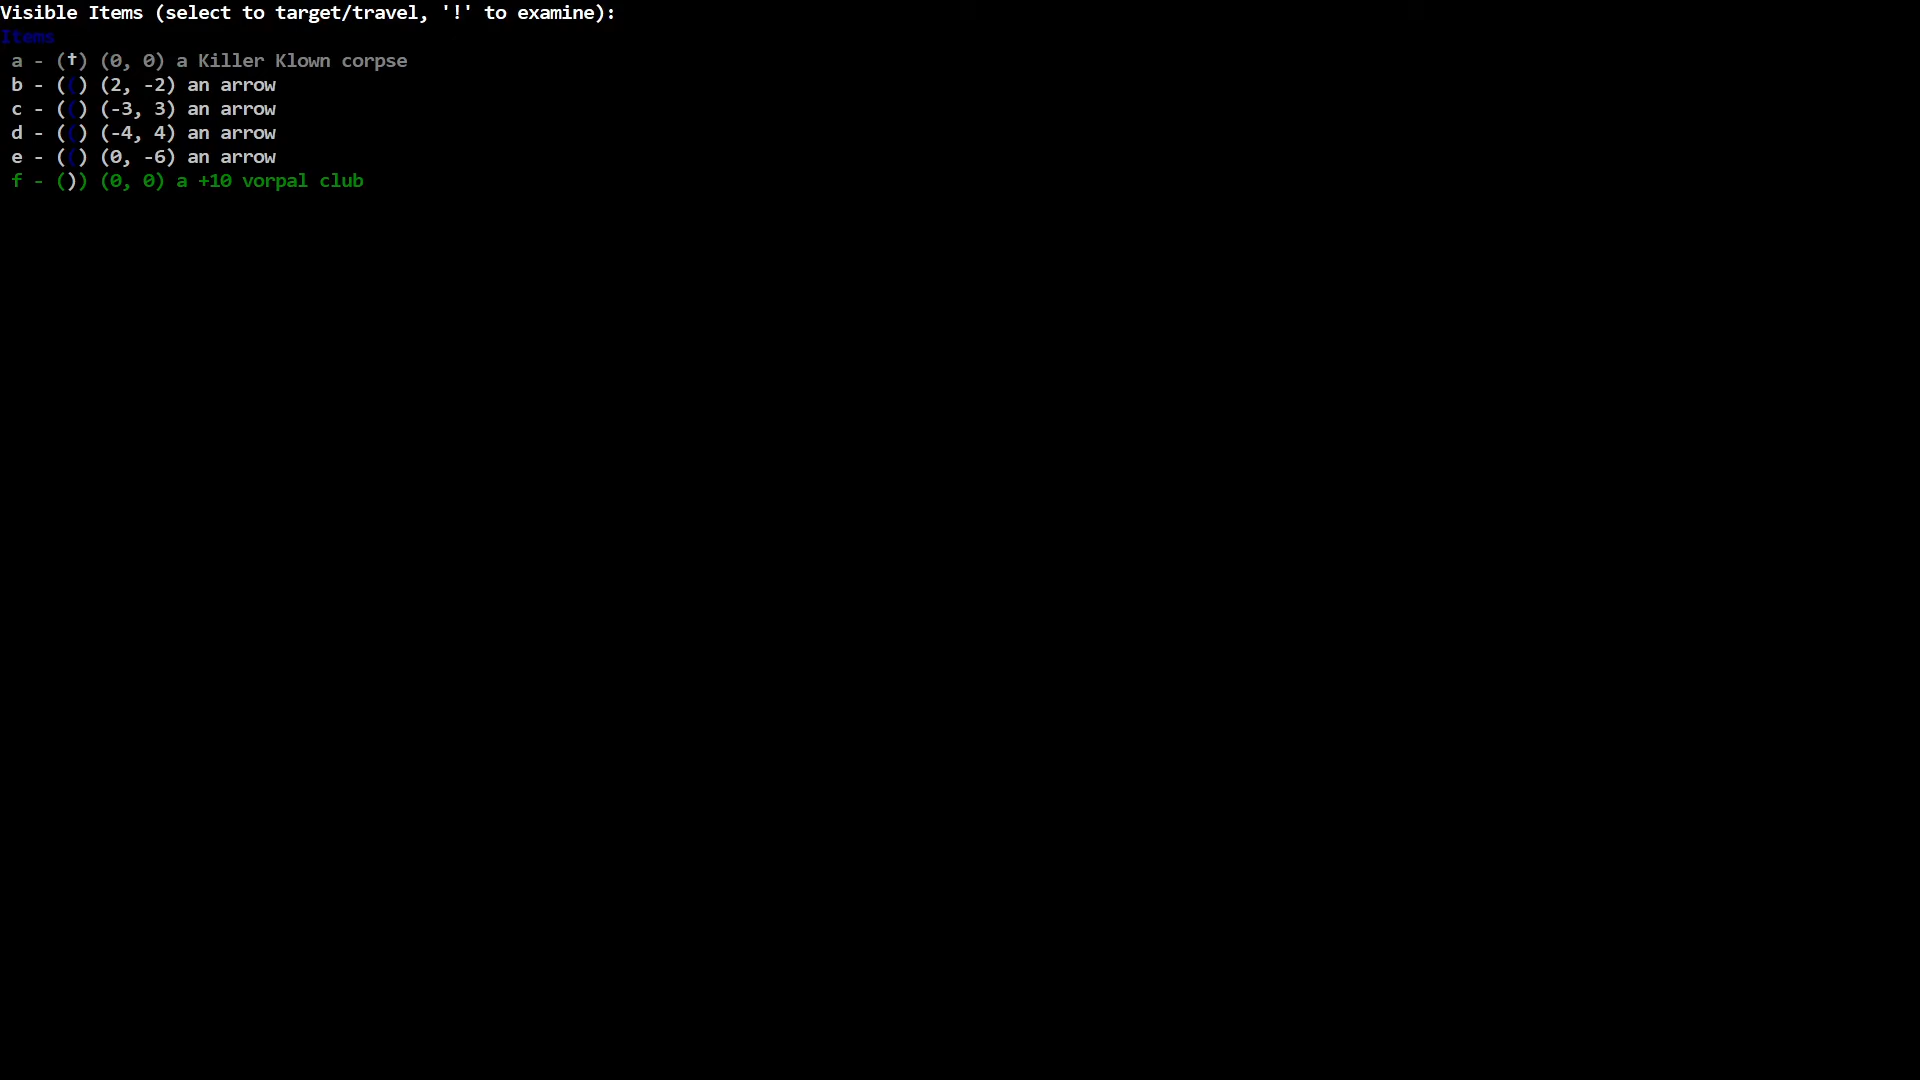 Visible Items (select to target/travel, '!' to examine):
Items
a - (†) (0, 0) a Killer Klown corpse
b - (() (2, -2) an arrow
c - (() (-3, 3) an arrow
d - (() (-4, 4) an arrow
e - (() (0, -6) an arrow
f - ()) (0, 0) a +10 vorpal club